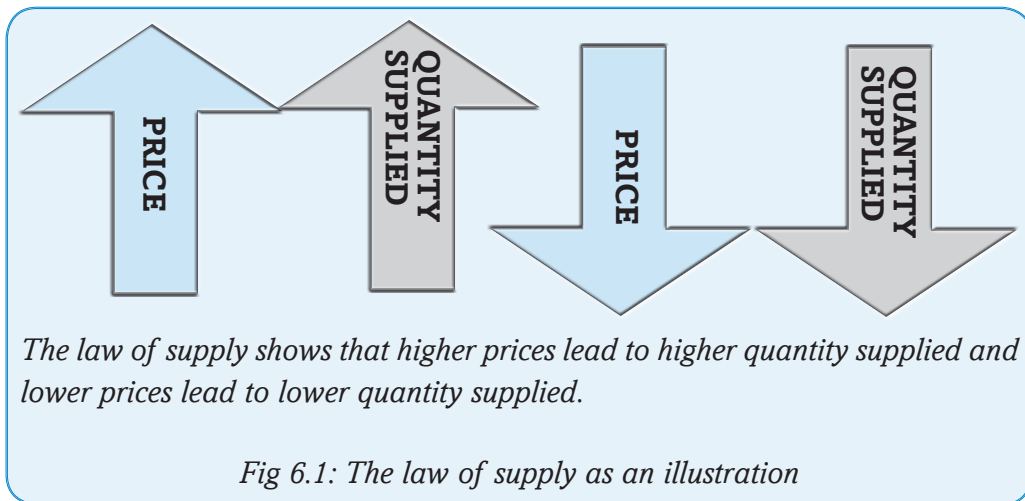 PRICE
QUANTITY
SUPPLIED
PRICE
QUANTITY
SUPPLIED
The law of supply shows that higher prices lead to higher quantity supplied and
lower prices lead to lower quantity supplied.
Fig 6.1: The law of supply as an illustration